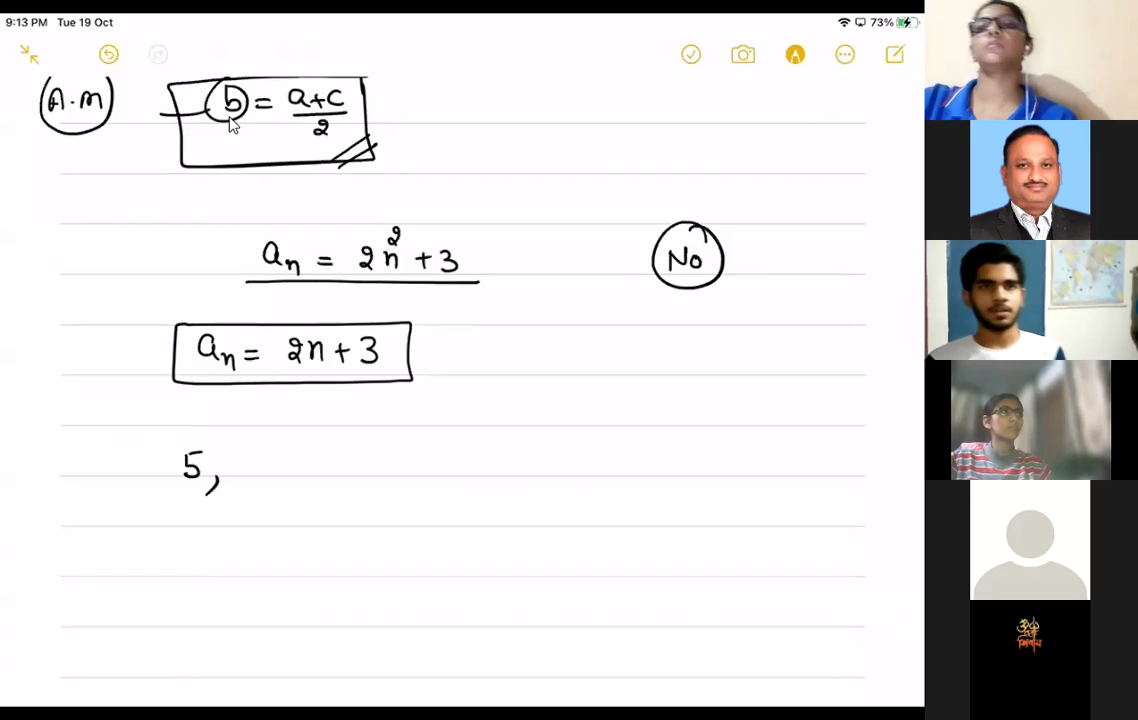 9:13 PM Tue 19 Oct
73%
A.M
b = a+c/2
aₙ = 2n²+3
No
aₙ = 2n+3
5,
ॐ